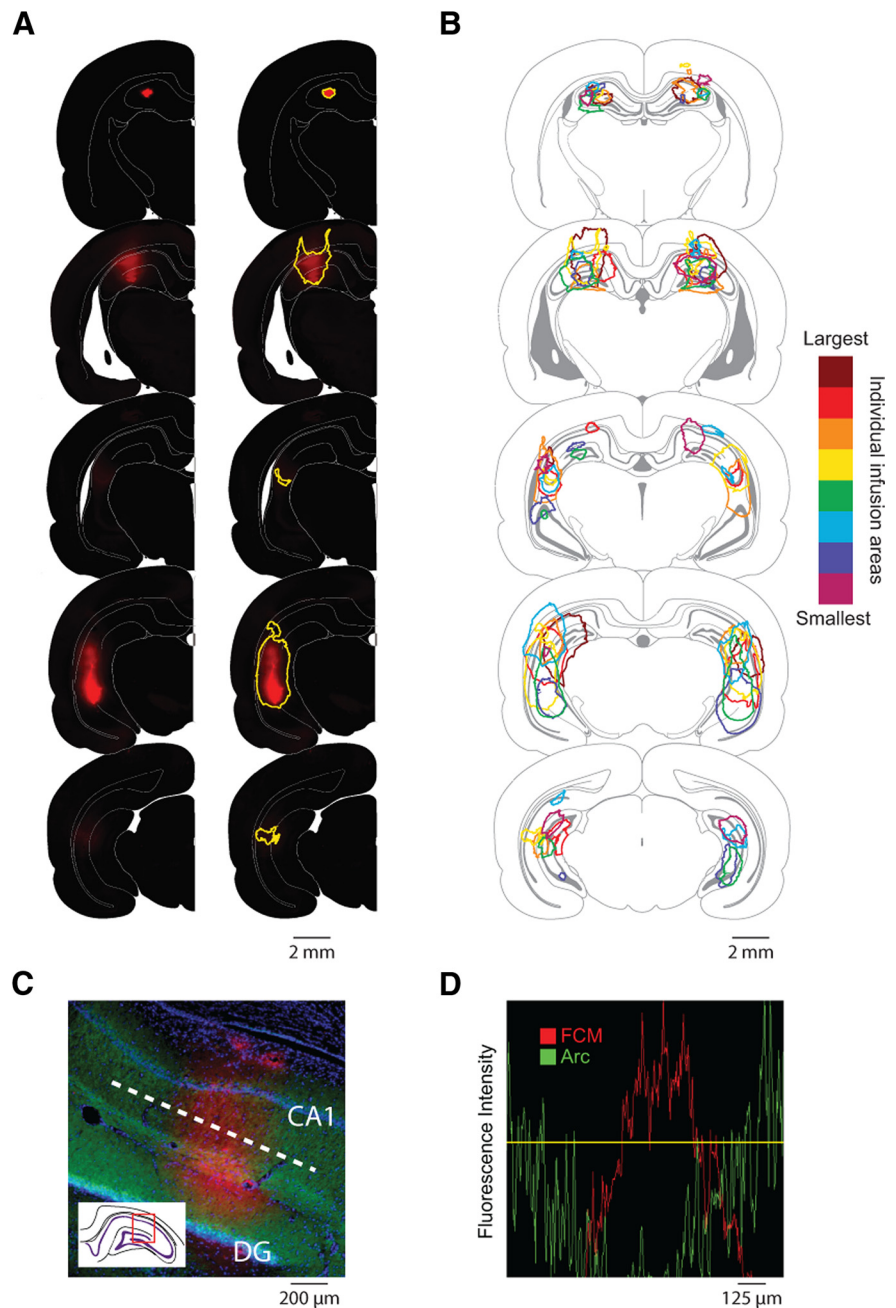 A
B
Largest
Individual infusion areas
Smallest
2 mm
2 mm
C
D
CA1
DG
200 µm
FCM
Arc
Fluorescence Intensity
125 µm